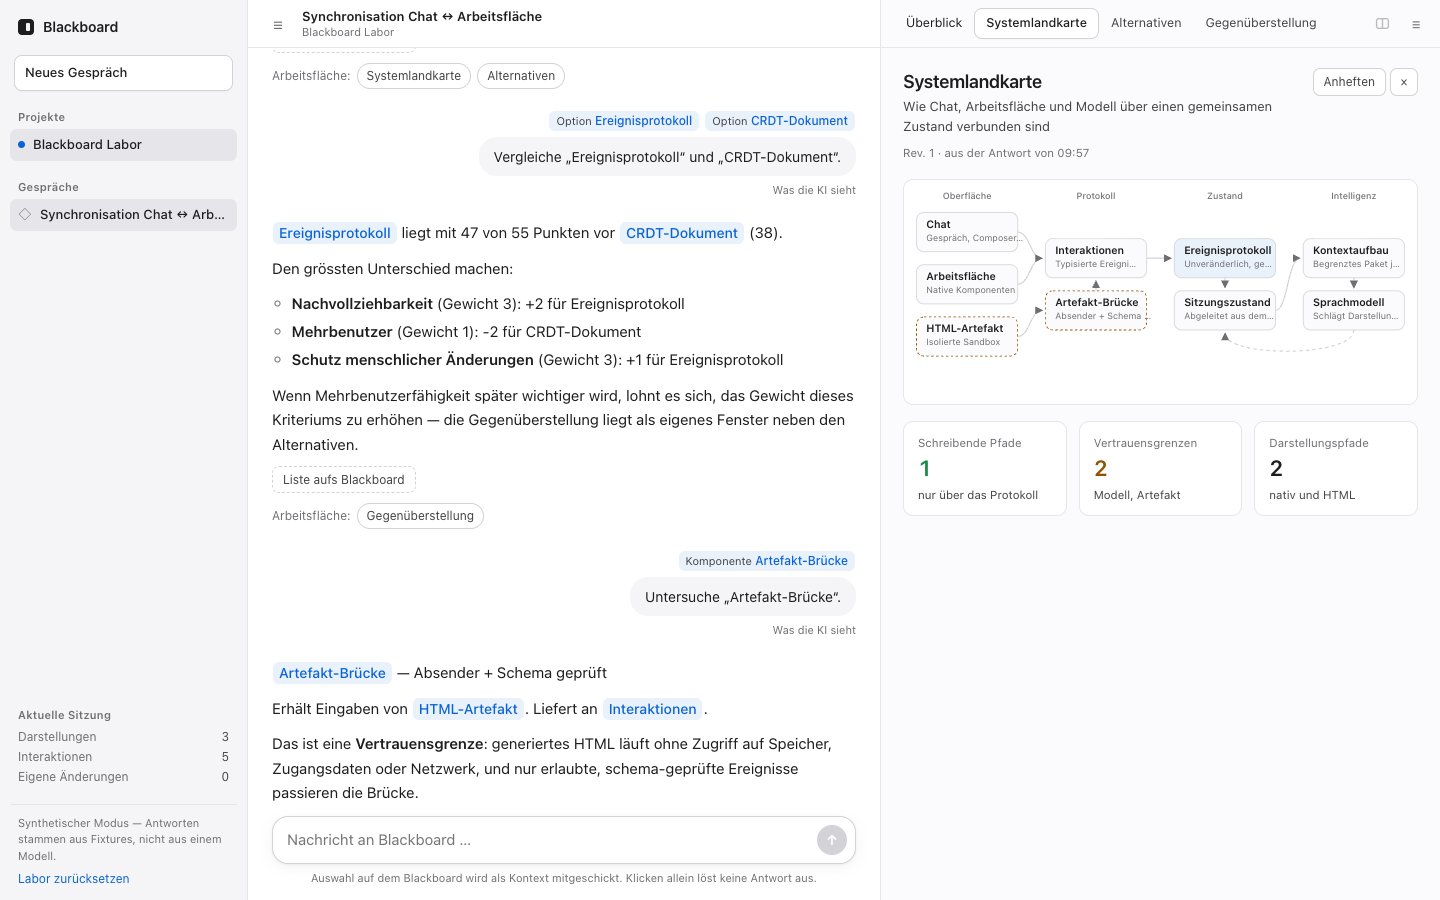 Blackboard
Neues Gespräch
Projekte
Blackboard Labor
Gespräche
Synchronisation Chat ↔ Arb...
Aktuelle Sitzung
Darstellungen 3
Interaktionen 5
Eigene Änderungen 0
Synthetischer Modus — Antworten
stammen aus Fixtures, nicht aus einem
Modell.
Labor zurücksetzen
Synchronisation Chat ↔ Arbeitsfläche
Blackboard Labor
Arbeitsfläche: Systemlandkarte Alternativen
Option Ereignisprotokoll Option CRDT-Dokument
Vergleiche „Ereignisprotokoll“ und „CRDT-Dokument“.
Was die KI sieht
Ereignisprotokoll liegt mit 47 von 55 Punkten vor CRDT-Dokument (38).
Den grössten Unterschied machen:
Nachvollziehbarkeit (Gewicht 3): +2 für Ereignisprotokoll
Mehrbenutzer (Gewicht 1): -2 für CRDT-Dokument
Schutz menschlicher Änderungen (Gewicht 3): +1 für Ereignisprotokoll
Wenn Mehrbenutzerfähigkeit später wichtiger wird, lohnt es sich, das Gewicht dieses
Kriteriums zu erhöhen — die Gegenüberstellung liegt als eigenes Fenster neben den
Alternativen.
Liste aufs Blackboard
Arbeitsfläche: Gegenüberstellung
Komponente Artefakt-Brücke
Untersuche „Artefakt-Brücke“.
Was die KI sieht
Artefakt-Brücke — Absender + Schema geprüft
Erhält Eingaben von HTML-Artefakt. Liefert an Interaktionen.
Das ist eine Vertrauensgrenze: generiertes HTML läuft ohne Zugriff auf Speicher,
Zugangsdaten oder Netzwerk, und nur erlaubte, schema-geprüfte Ereignisse
passieren die Brücke.
Nachricht an Blackboard ...
Auswahl auf dem Blackboard wird als Kontext mitgeschickt. Klicken allein löst keine Antwort aus.
Überblick Systemlandkarte Alternativen Gegenüberstellung
Systemlandkarte
Anheften ×
Wie Chat, Arbeitsfläche und Modell über einen gemeinsamen
Zustand verbunden sind
Rev. 1 · aus der Antwort von 09:57
Oberfläche Protokoll Zustand Intelligenz
Chat
Gespräch, Composer...
Arbeitsfläche
Native Komponenten
HTML-Artefakt
Isolierte Sandbox
Interaktionen
Typisierte Ereigni...
Artefakt-Brücke
Absender + Schema ...
Ereignisprotokoll
Unveränderlich, ge...
Sitzungszustand
Abgeleitet aus dem...
Kontextaufbau
Begrenztes Paket j...
Sprachmodell
Schlägt Darstellun...
Schreibende Pfade
1
nur über das Protokoll
Vertrauensgrenzen
2
Modell, Artefakt
Darstellungspfade
2
nativ und HTML